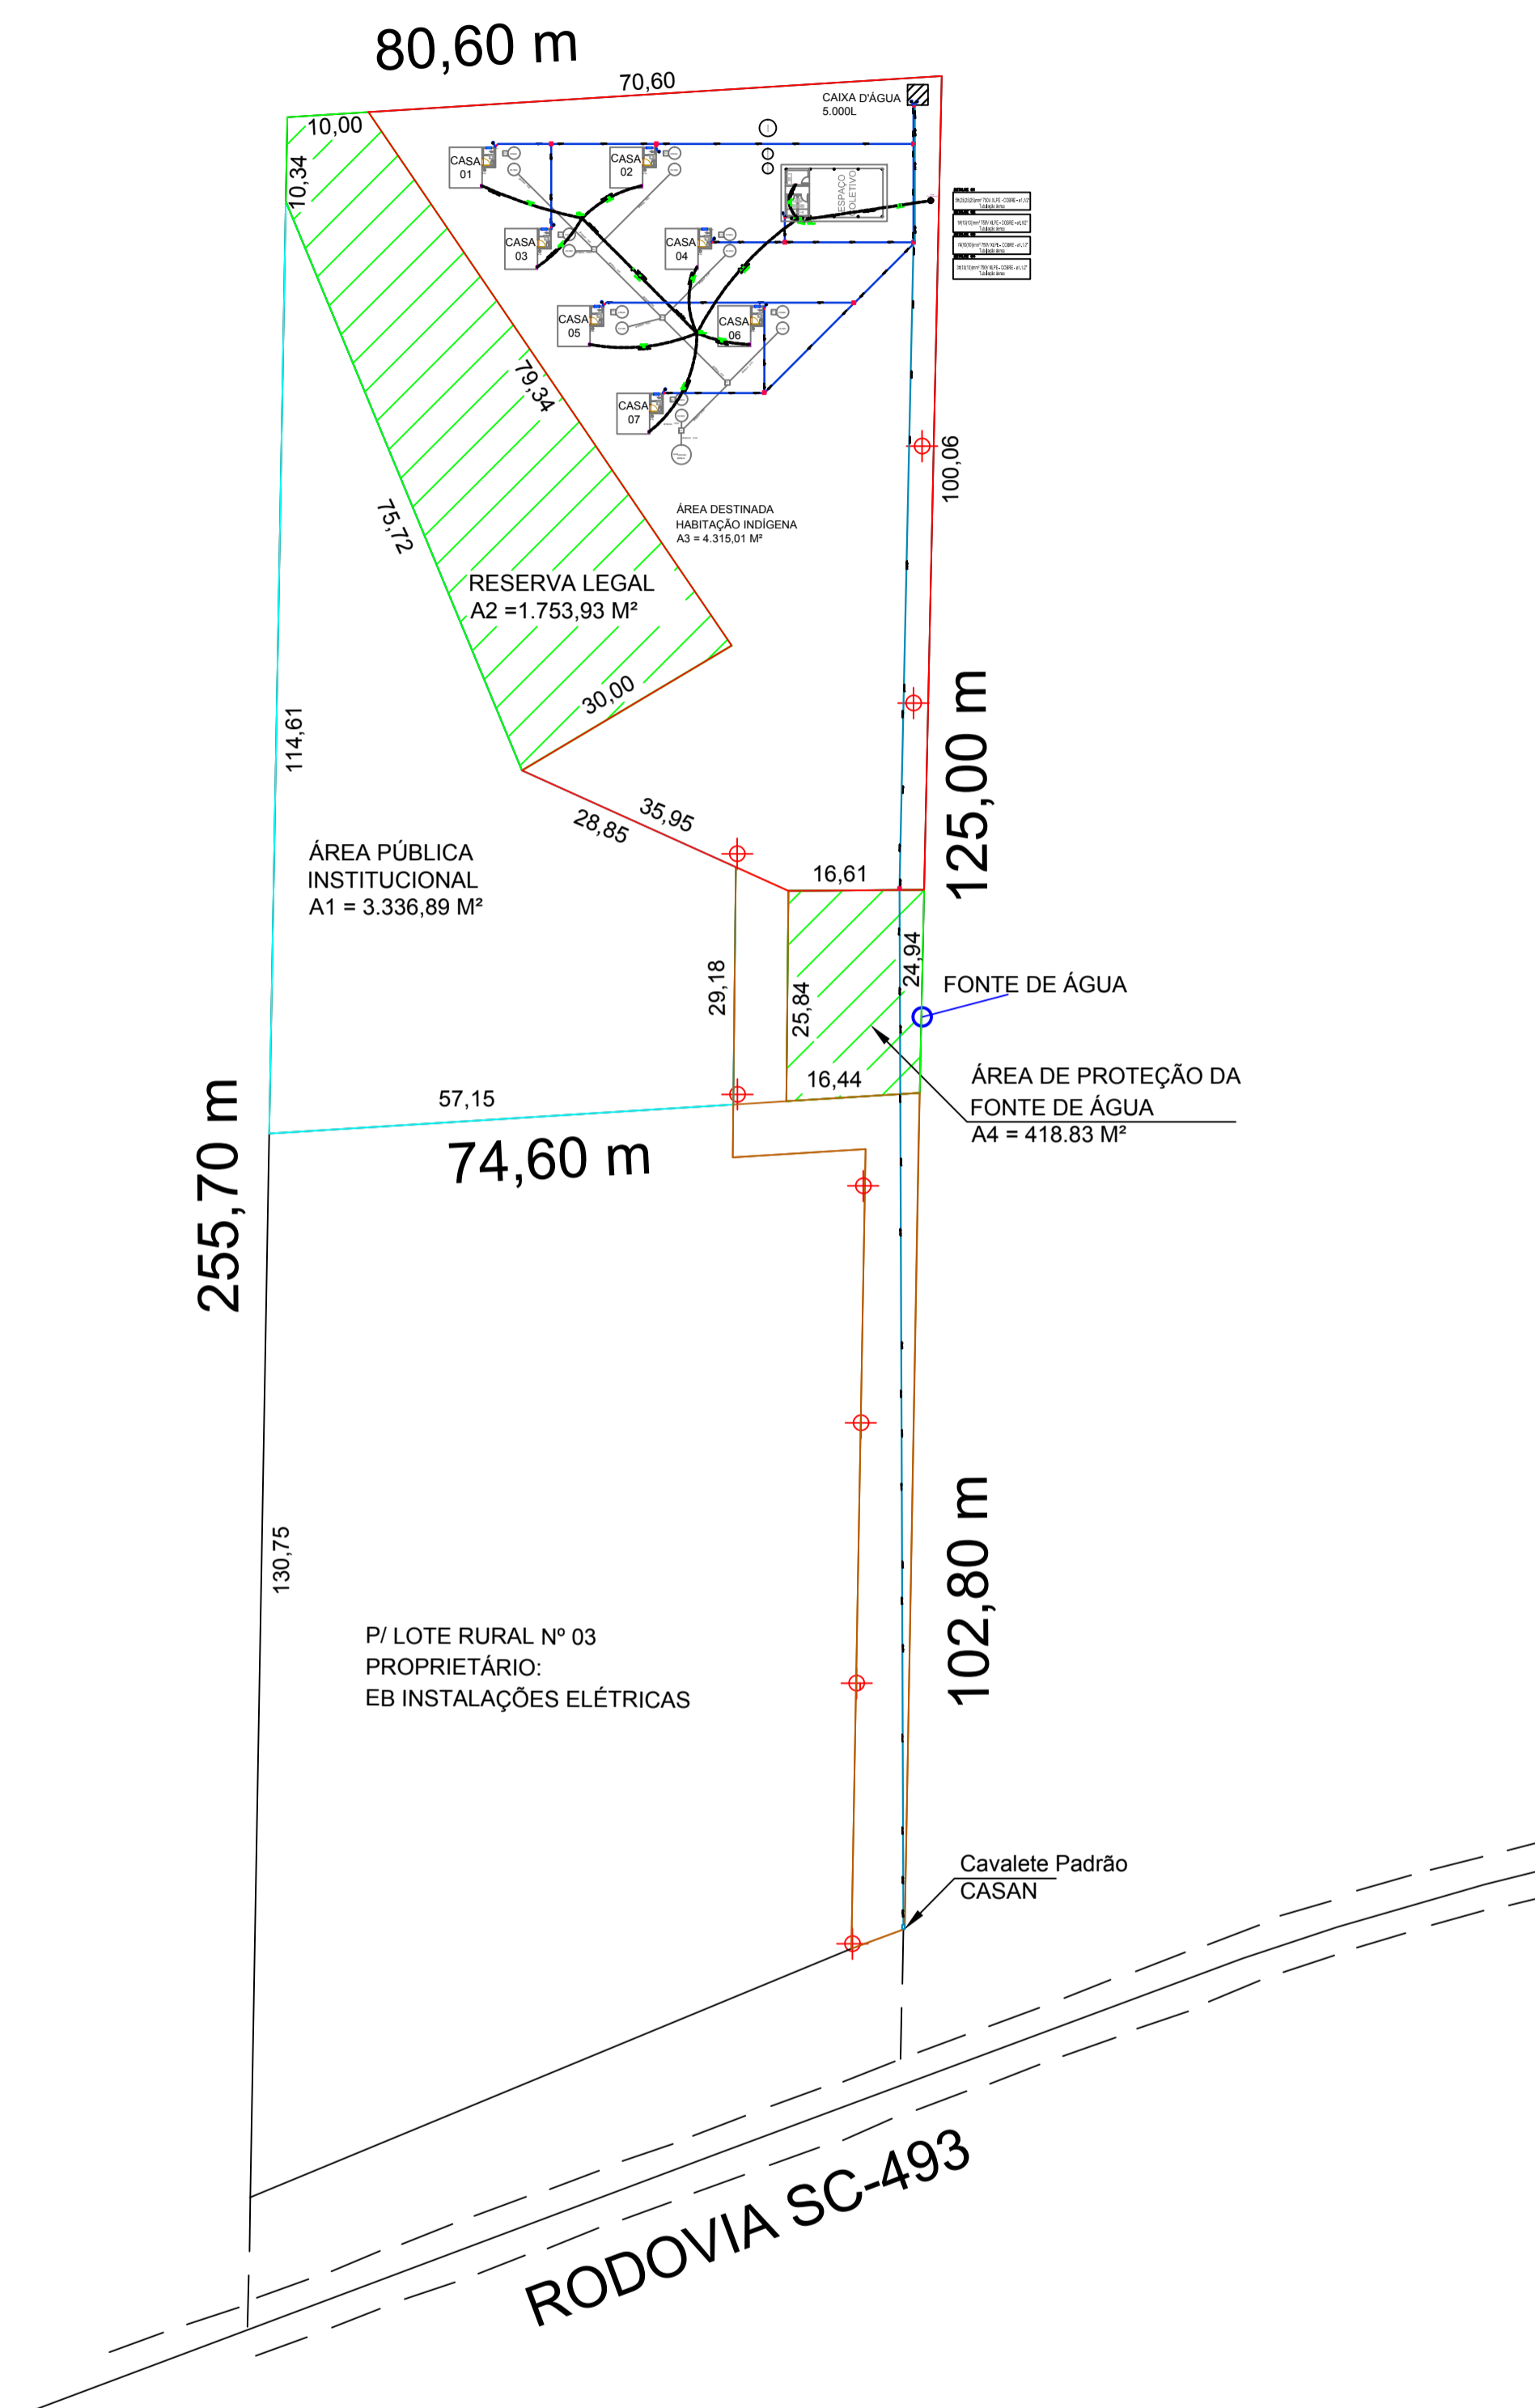 80,60 m
70,60
10,00
10,34
CAIXA D'ÁGUA
5.000L
CASA
01
CASA
02
ESPAÇO
COLETIVO
CASA
03
CASA
04
CASA
05
CASA
06
CASA
07
79,34
100,06
75,72
ÁREA DESTINADA
HABITAÇÃO INDÍGENA
A3 = 4.315,01 M²
RESERVA LEGAL
A2 =1.753,93 M²
30,00
114,61
125,00 m
35,95
28,85
ÁREA PÚBLICA
INSTITUCIONAL
A1 = 3.336,89 M²
16,61
29,18
25,84
24,94
FONTE DE ÁGUA
16,44
ÁREA DE PROTEÇÃO DA
FONTE DE ÁGUA
A4 = 418.83 M²
57,15
74,60 m
255,70 m
130,75
102,80 m
P/ LOTE RURAL Nº 03
PROPRIETÁRIO:
EB INSTALAÇÕES ELÉTRICAS
Cavalete Padrão
CASAN
RODOVIA SC-493